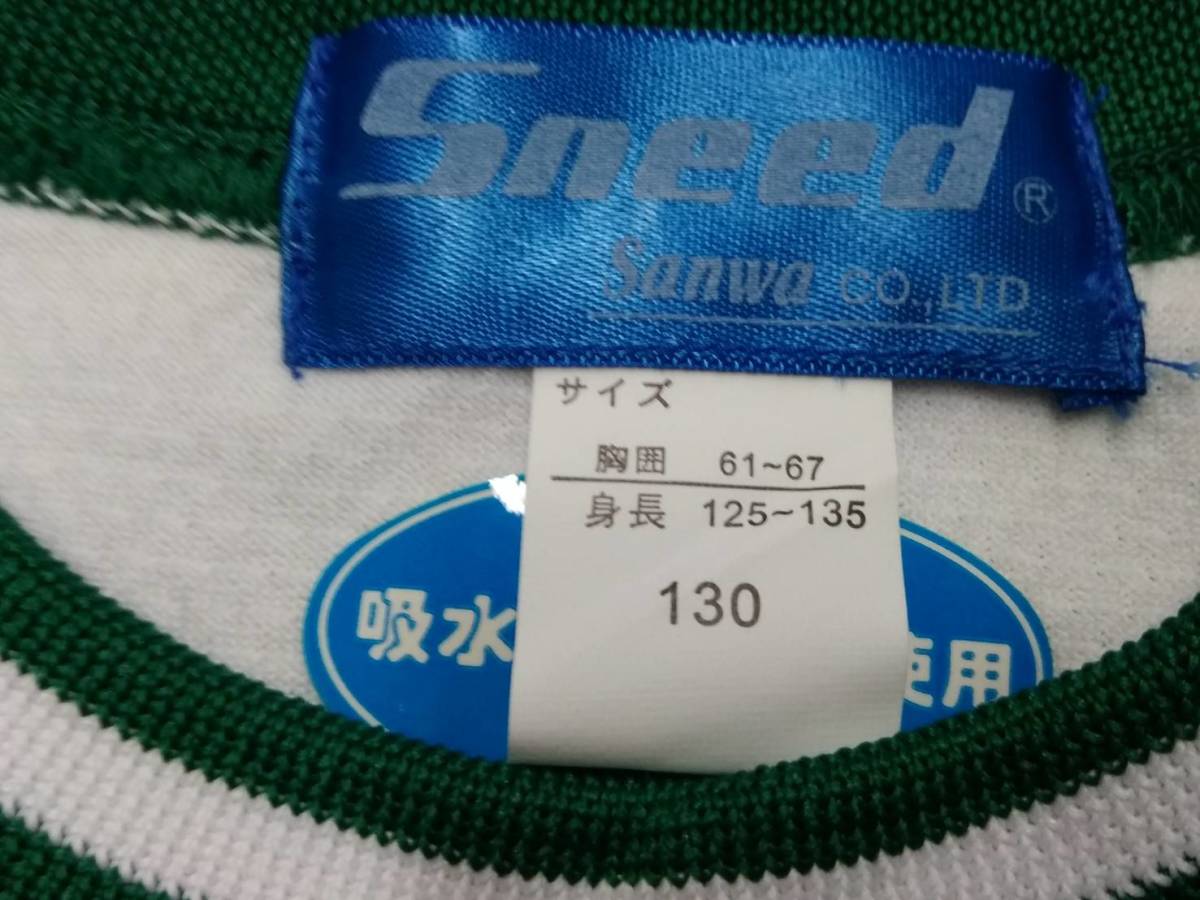 Sneed ®
Sanwa CO.,LTD
サイズ
胸囲 61~67
身長 125~135
130
吸水
使用